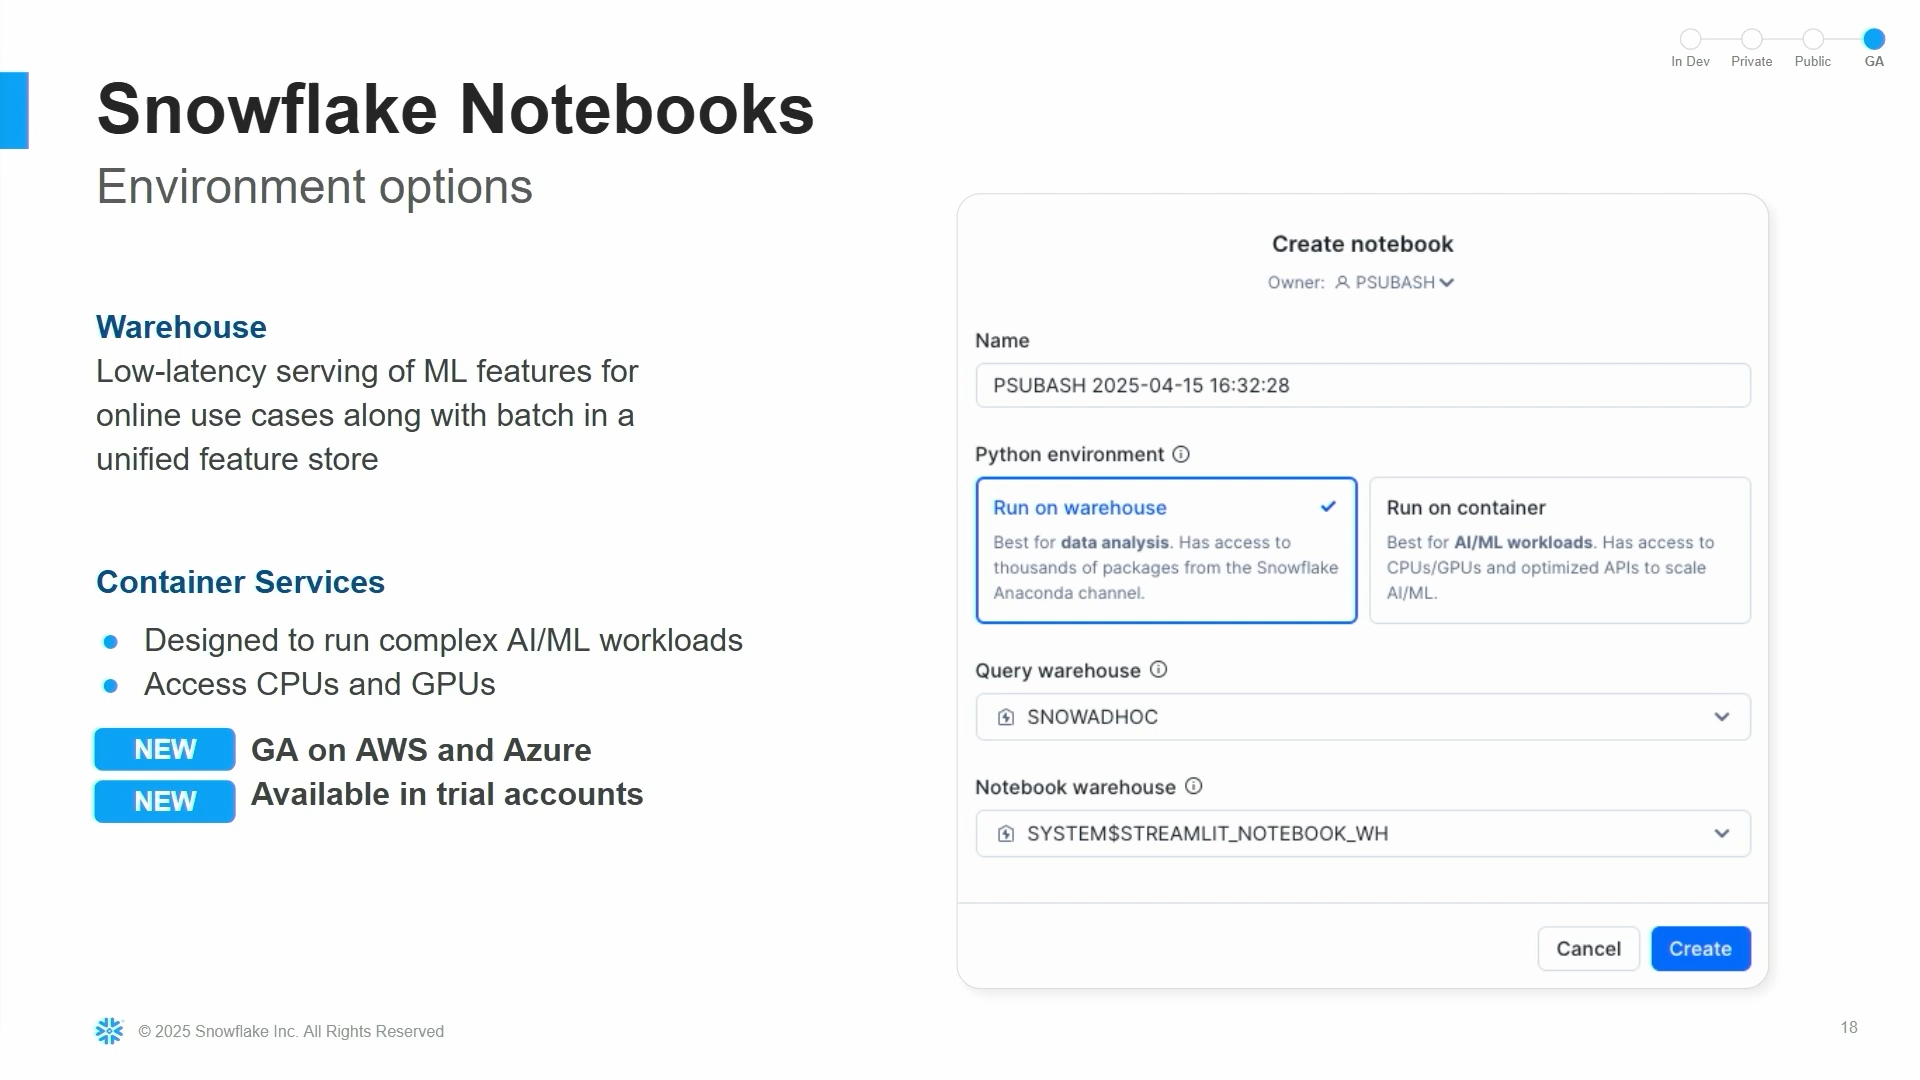 In Dev Private Public GA
Snowflake Notebooks
Environment options
Warehouse
Low-latency serving of ML features for
online use cases along with batch in a
unified feature store
Container Services
Designed to run complex AI/ML workloads
Access CPUs and GPUs
NEW GA on AWS and Azure
NEW Available in trial accounts
Create notebook
Owner: PSUBASH
Name
PSUBASH 2025-04-15 16:32:28
Python environment
Run on warehouse
Best for data analysis. Has access to
thousands of packages from the Snowflake
Anaconda channel.
Run on container
Best for AI/ML workloads. Has access to
CPUs/GPUs and optimized APIs to scale
AI/ML.
Query warehouse
SNOWADHOC
Notebook warehouse
SYSTEM$STREAMLIT_NOTEBOOK_WH
Cancel Create
© 2025 Snowflake Inc. All Rights Reserved
18